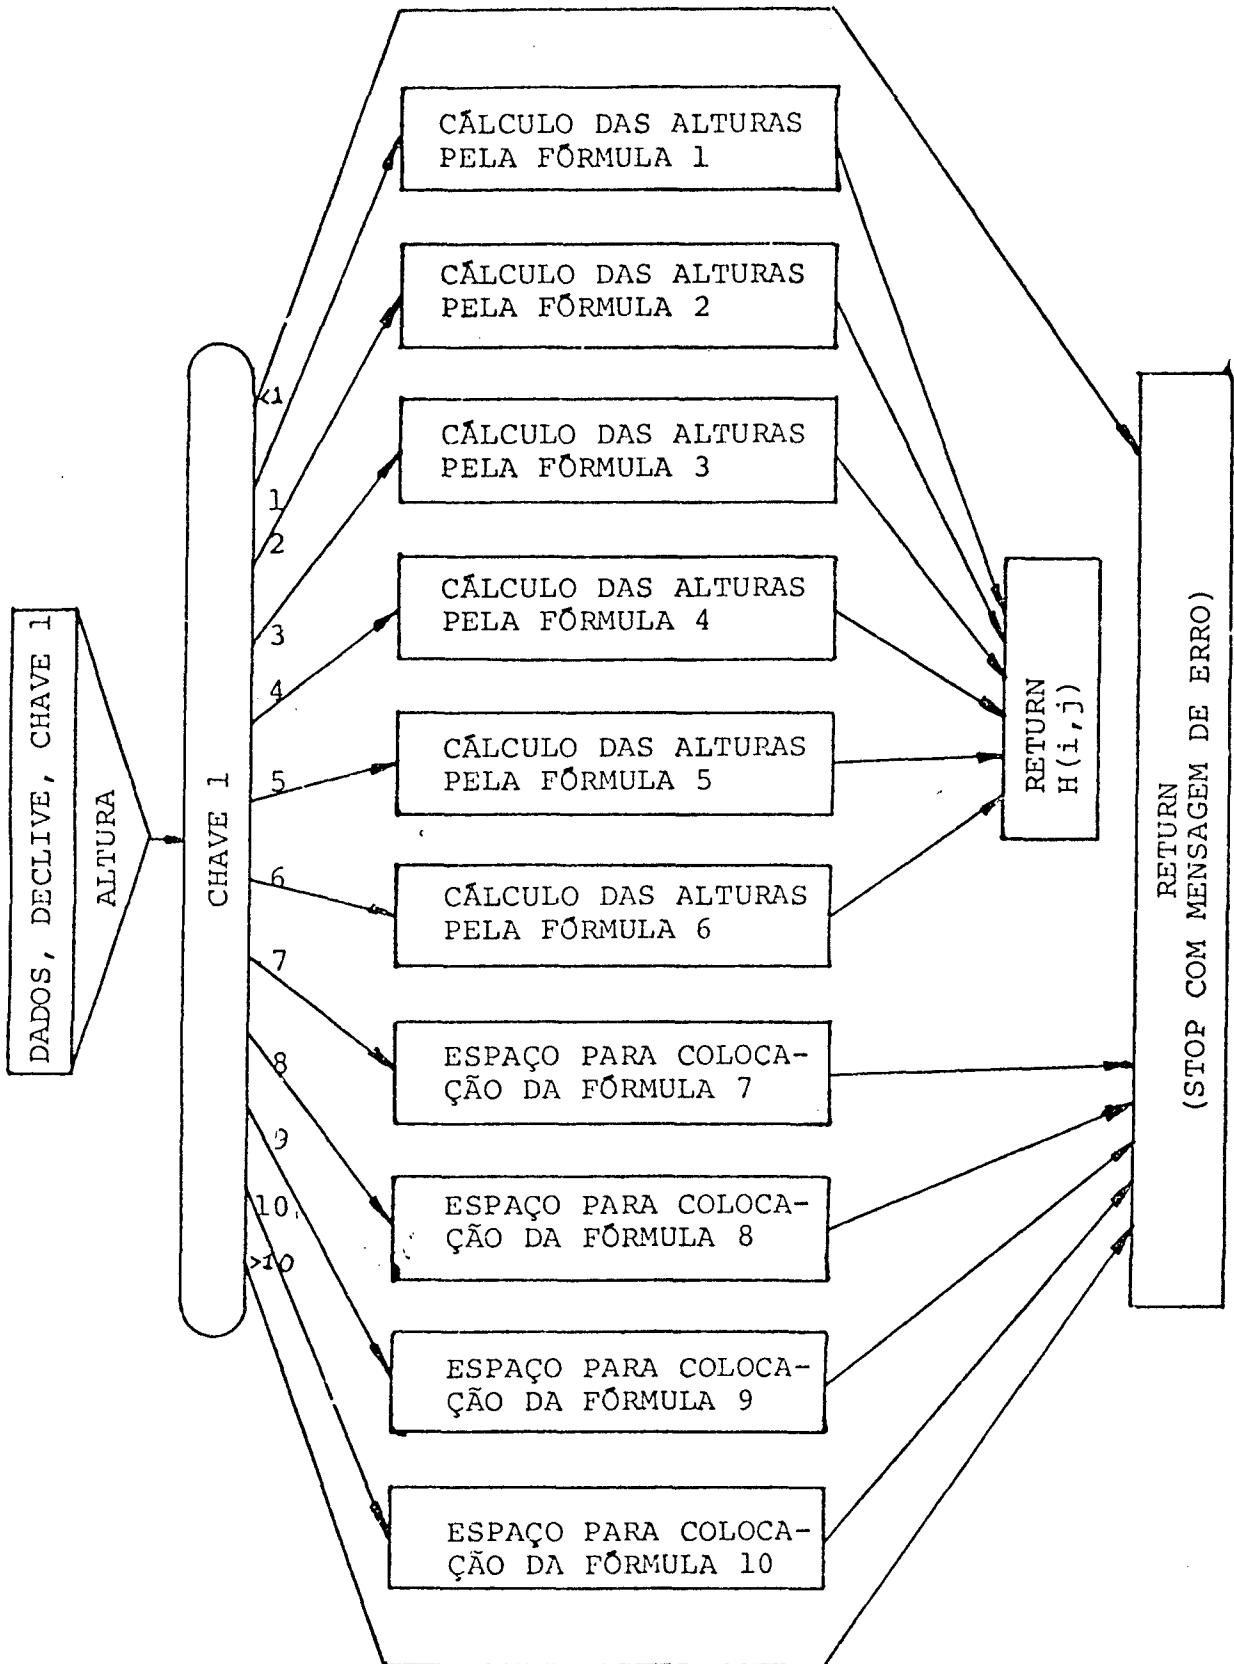 DADOS, DECLIVE, CHAVE 1
ALTURA
CHAVE 1
<1
1
2
3
4
5
6
7
8
9
10
>10
CÁLCULO DAS ALTURAS
PELA FÓRMULA 1
CÁLCULO DAS ALTURAS
PELA FÓRMULA 2
CÁLCULO DAS ALTURAS
PELA FÓRMULA 3
CÁLCULO DAS ALTURAS
PELA FÓRMULA 4
CÁLCULO DAS ALTURAS
PELA FÓRMULA 5
CÁLCULO DAS ALTURAS
PELA FÓRMULA 6
ESPAÇO PARA COLOCA-
ÇÃO DA FÓRMULA 7
ESPAÇO PARA COLOCA-
ÇÃO DA FÓRMULA 8
ESPAÇO PARA COLOCA-
ÇÃO DA FÓRMULA 9
ESPAÇO PARA COLOCA-
ÇÃO DA FÓRMULA 10
RETURN
H(i,j)
RETURN
(STOP COM MENSAGEM DE ERRO)